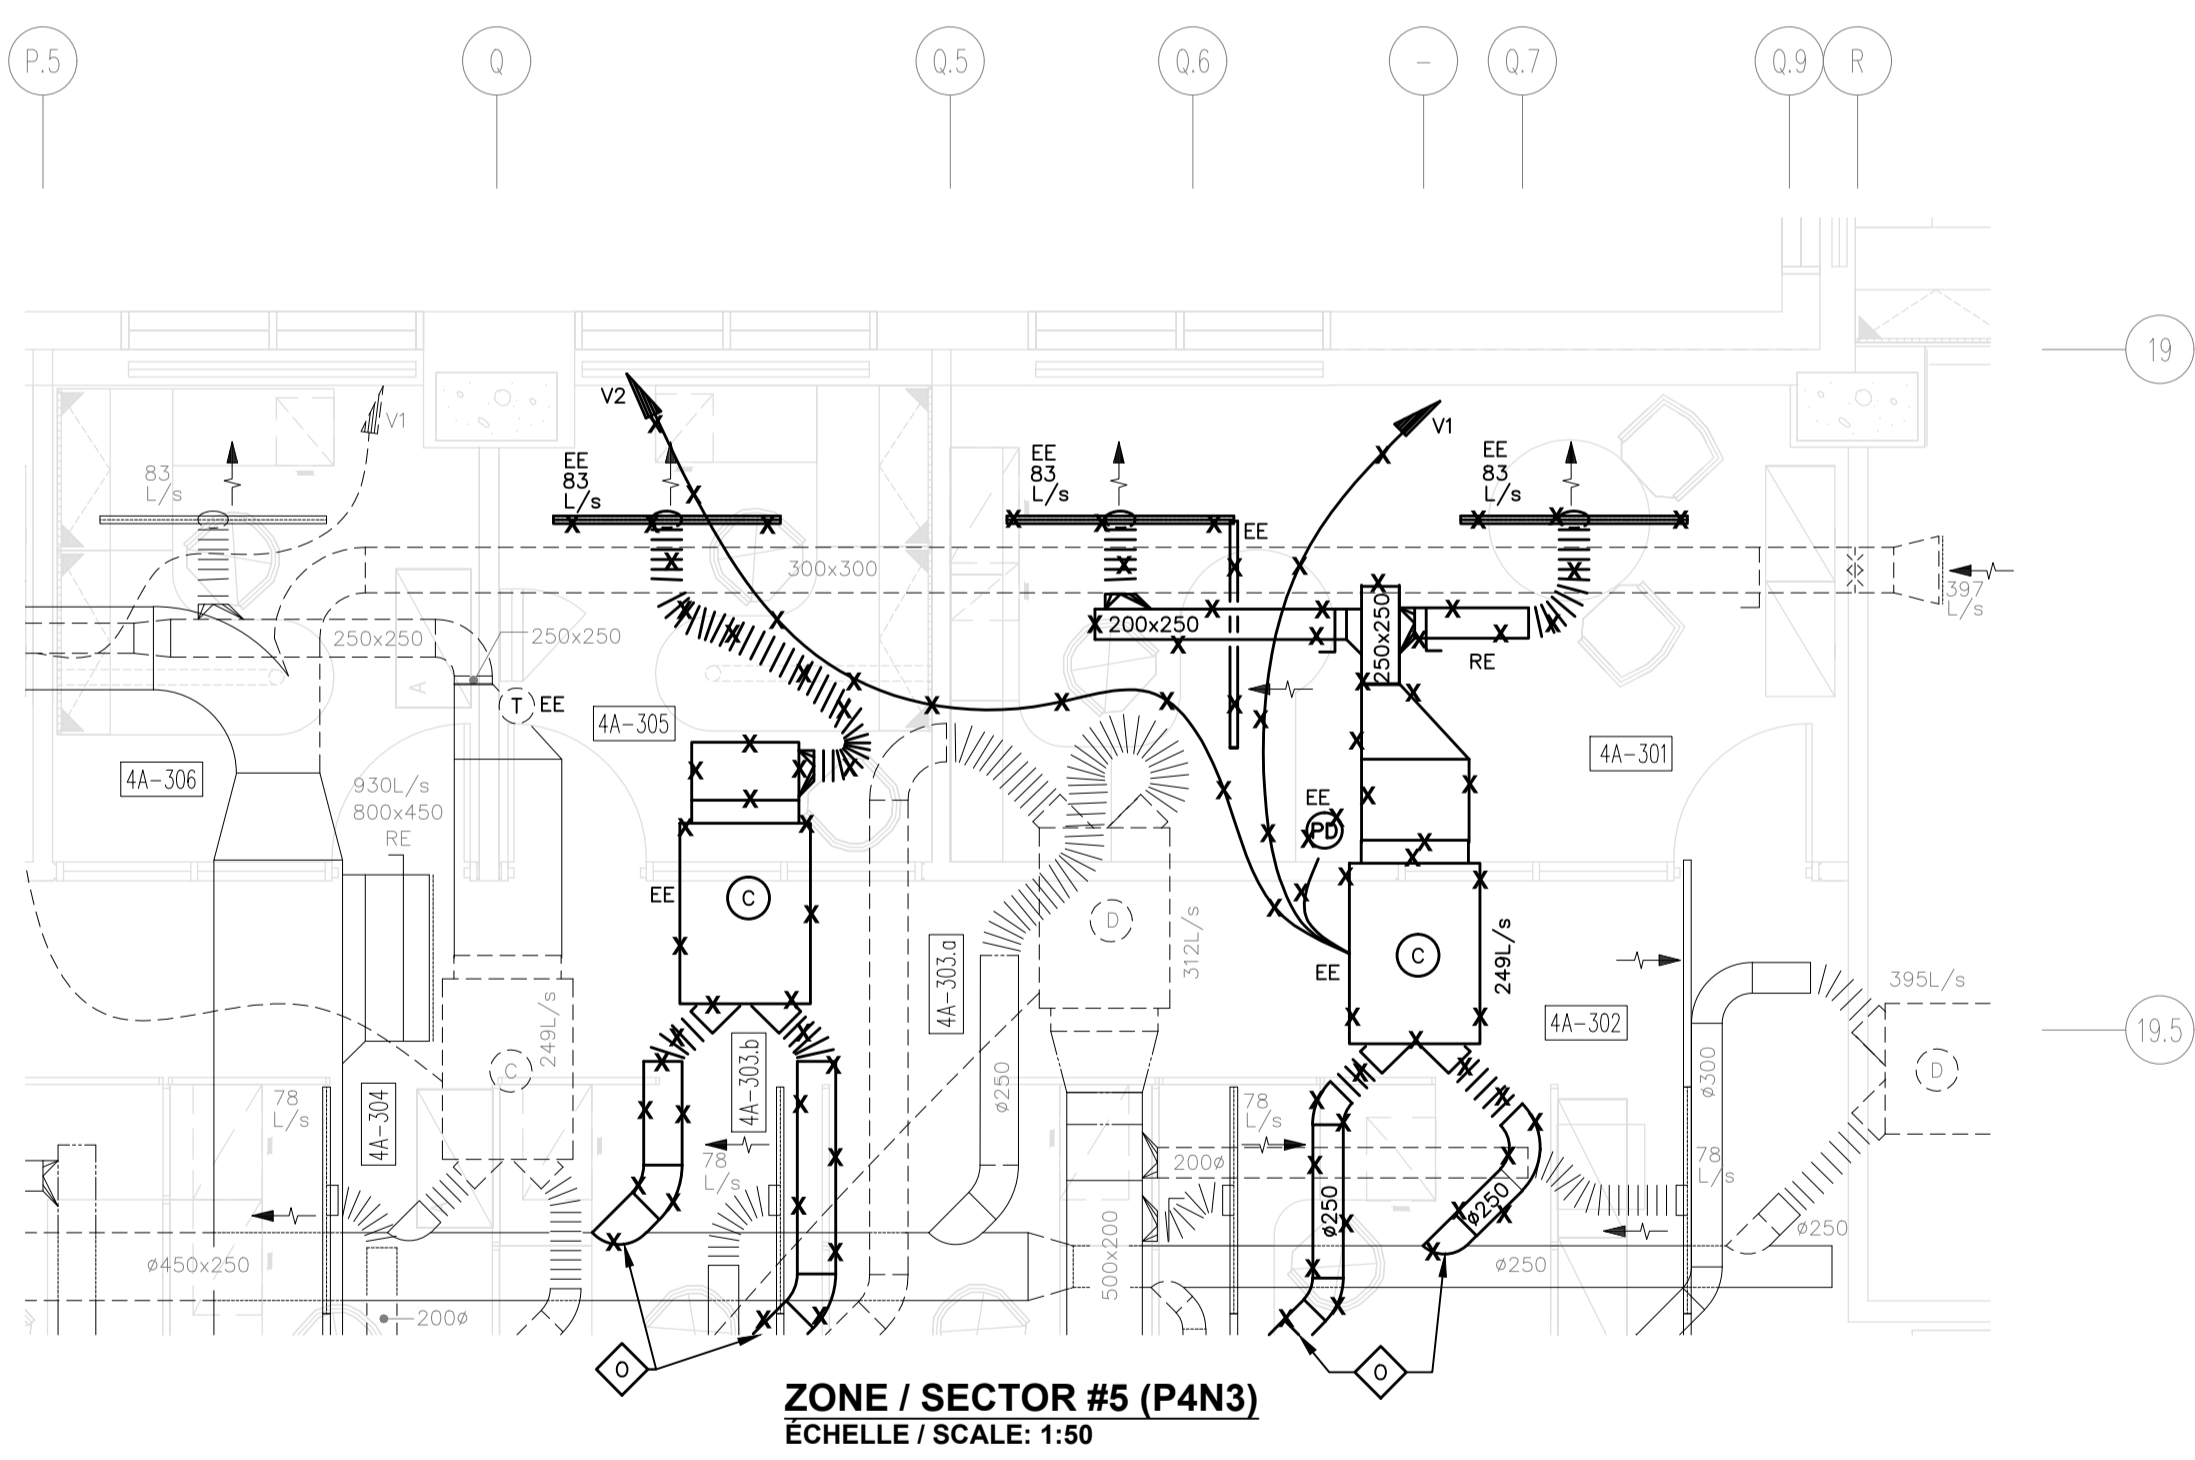 P.5
Q
Q.5
Q.6
-
Q.7
Q.9
R
19
V2
V1
V1
83
L/s
EE
83
L/s
EE
83
L/s
EE
83
L/s
EE
300x300
397
L/s
250x250
250x250
200x250
250x250
RE
A
T
EE
4A-305
4A-306
4A-301
930L/s
800x450
RE
EE
PD
EE
C
4A-303.a
D
312L/s
EE
C
249L/s
395L/s
4A-302
19.5
249L/s
C
4A-303.b
ø250
ø300
D
78
L/s
4A-304
78
L/s
78
L/s
78
L/s
200ø
ø250
ø250
ø450x250
500x200
ø250
ø250
200ø
O
O
ZONE / SECTOR #5 (P4N3)
ÉCHELLE / SCALE: 1:50